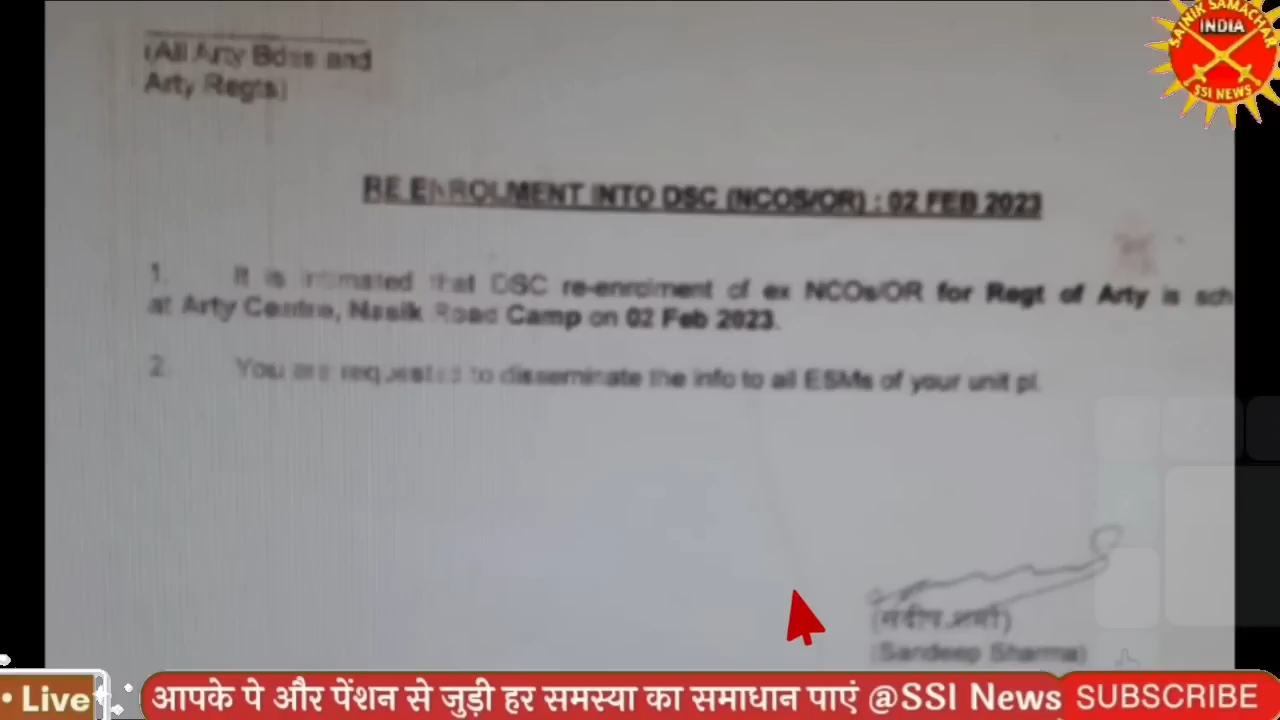 (All Arty Bdes and
Arty Regts)
SAINIK SAMACHAR
INDIA
SSI NEWS
RE ENROLMENT INTO DSC (NCOS/OR) : 02 FEB 2023
1. It is intimated that DSC re-enrolment of ex NCOs/OR for Regt of Arty is sch
at Arty Centre, Nasik Road Camp on 02 Feb 2023.
2. You are requested to disseminate the info to all ESMs of your unit pl.
(संदीप शर्मा)
(Sandeep Sharma)
• Live
आपके पे और पेंशन से जुड़ी हर समस्या का समाधान पाएं @SSI News
SUBSCRIBE